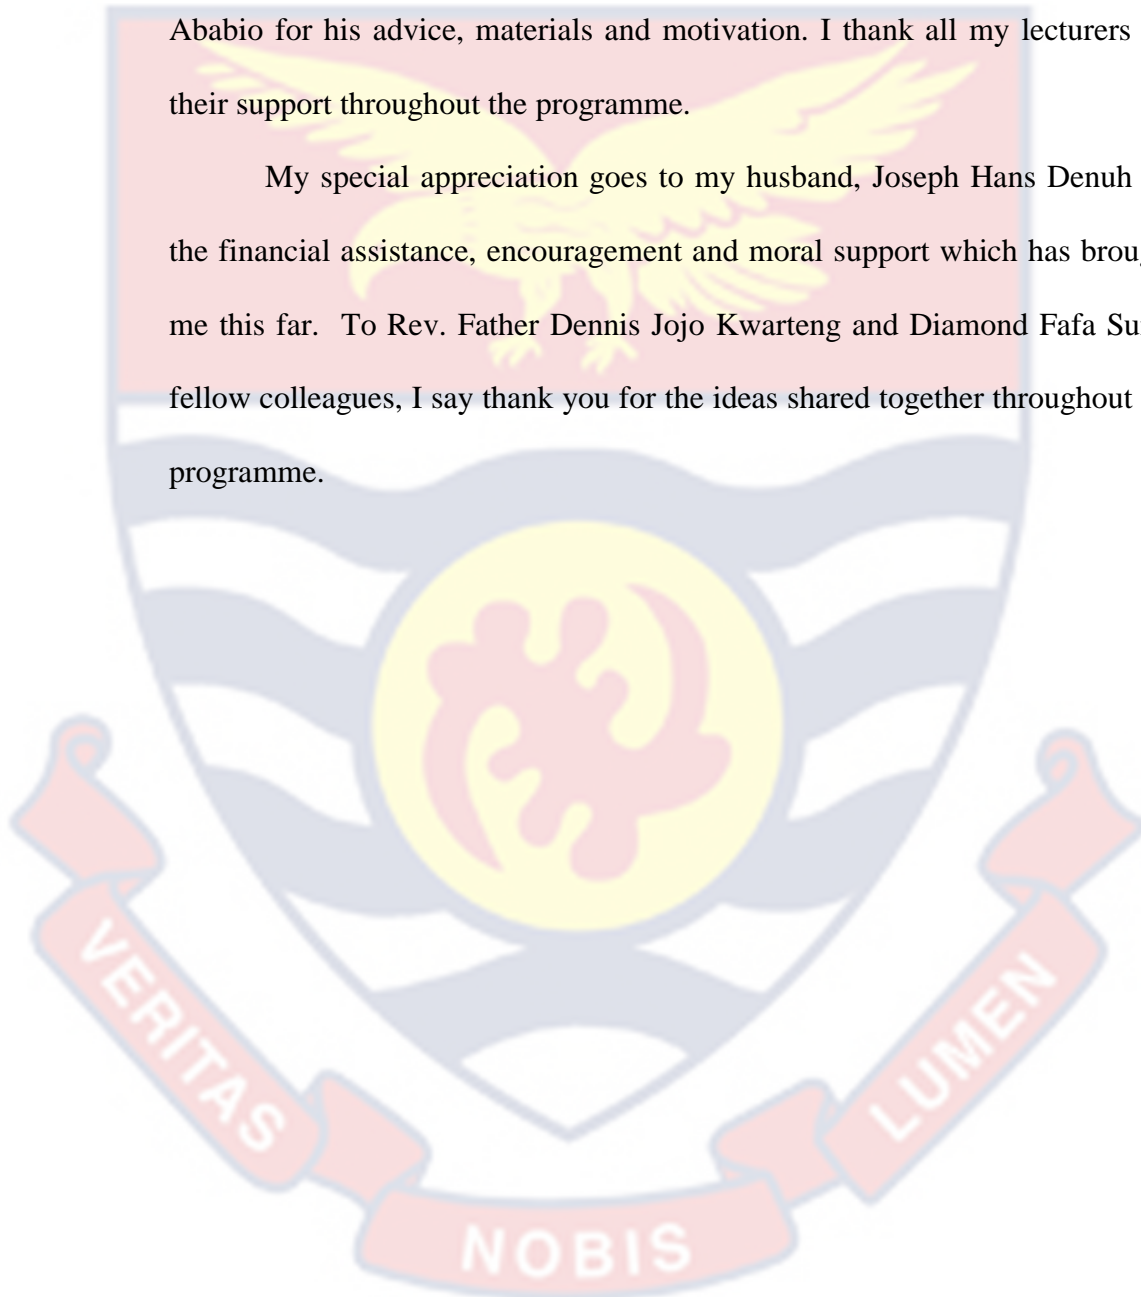 Ababio for his advice, materials and motivation. I thank all my lecturers
their support throughout the programme.
My special appreciation goes to my husband, Joseph Hans Denuh
the financial assistance, encouragement and moral support which has
me this far. To Rev. Father Dennis Jojo Kwarteng and Diamond Fafa
fellow colleagues, I say thank you for the ideas shared together throughout
programme.
VERITAS
NOBIS
LUMEN